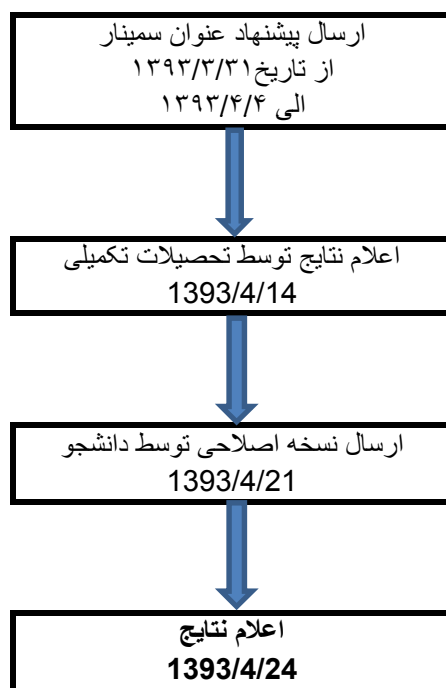 ارسال پیشنهاد عنوان سمینار
از تاریخ۱۳۹۳/۳/۳۱
الی ۱۳۹۳/۴/۴
اعلام نتایج توسط تحصیلات تکمیلی
1393/4/14
ارسال نسخه اصلاحی توسط دانشجو
1393/4/21
اعلام نتایج
1393/4/24